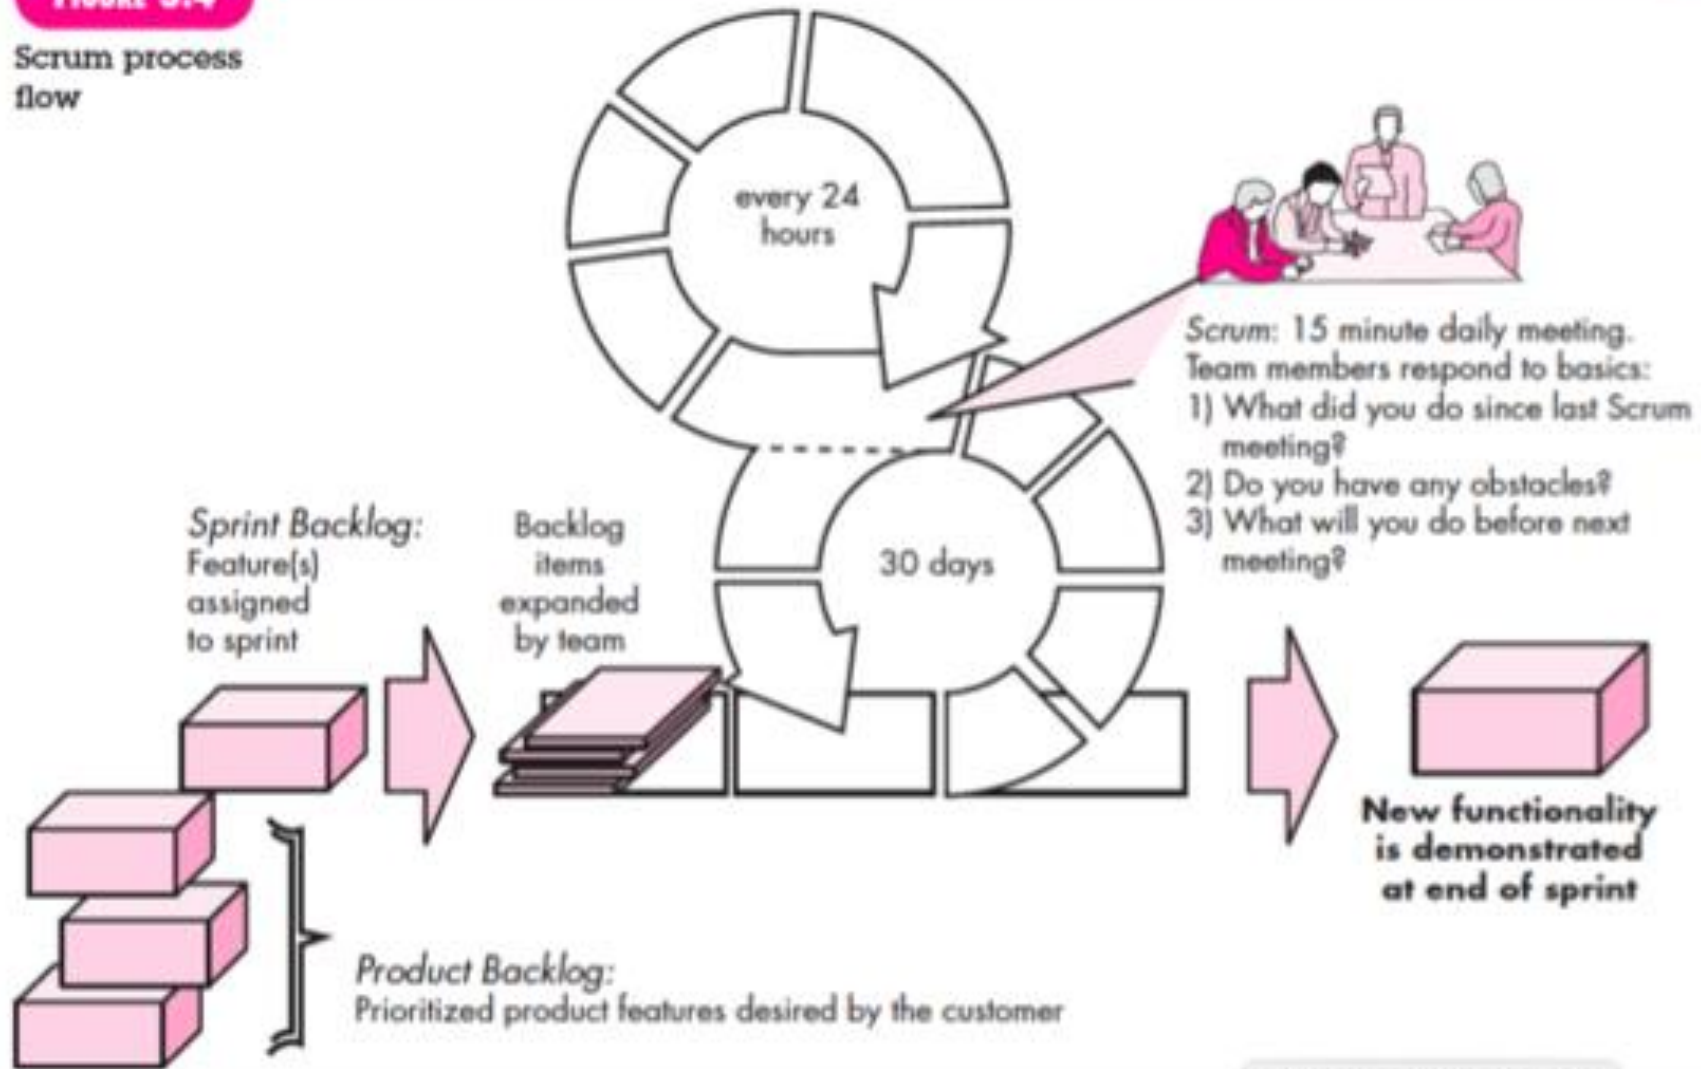 Scrum process
flow
every 24
hours
Scrum: 15 minute daily meeting.
Team members respond to basics:
1) What did you do since last Scrum
meeting?
2) Do you have any obstacles?
3) What will you do before next
meeting?
Sprint Backlog:
Feature(s)
assigned
to sprint
Backlog
items
expanded
by team
30 days
New functionality
is demonstrated
at end of sprint
Product Backlog:
Prioritized product features desired by the customer